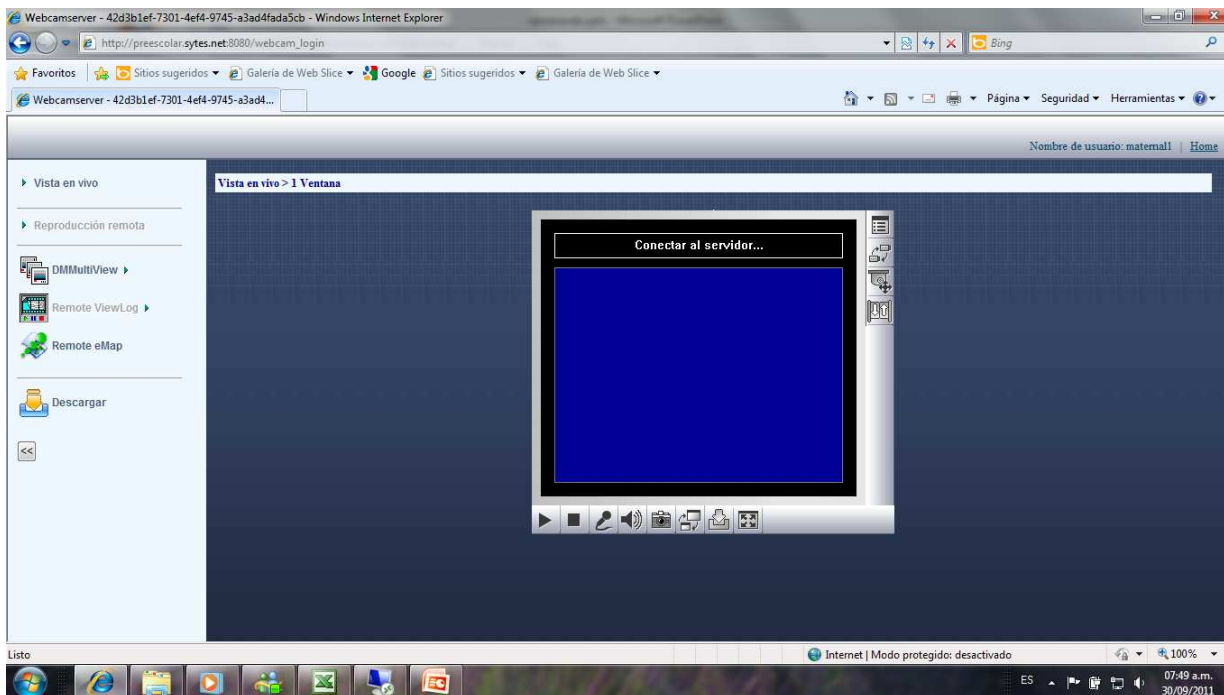 Webcamserver - 42d3b1ef-7301-4ef4-9745-a3ad4fada5cb - Windows Internet Explorer
http://preescolar.sytes.net:8080/webcam_login
Bing
Favoritos Sitios sugeridos Galería de Web Slice Google Sitios sugeridos Galería de Web Slice
Webcamserver - 42d3b1ef-7301-4ef4-9745-a3ad4...
Página Seguridad Herramientas
Nombre de usuario: maternal1 | Home
Vista en vivo
Vista en vivo > 1 Ventana
Reproducción remota
Conectar al servidor...
DMMultiView
Remote ViewLog
Remote eMap
Descargar
<<
Listo
Internet | Modo protegido: desactivado
100%
ES
07:49 a.m.
30/09/2011